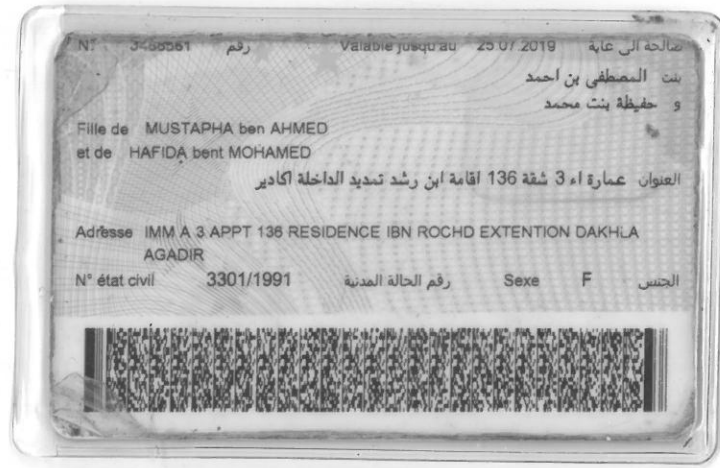 N° 3466561 رقم Valable jusqu'au 25.07.2019 صالحة الى غاية
بنت المصطفى بن احمد
و حفيظة بنت محمد
Fille de MUSTAPHA ben AHMED
et de HAFIDA bent MOHAMED
العنوان عمارة اء 3 شقة 136 اقامة ابن رشد تمديد الداخلة اكادير
Adresse IMM A 3 APPT 136 RESIDENCE IBN ROCHD EXTENTION DAKHLA
AGADIR
N° état civil 3301/1991 رقم الحالة المدنية Sexe F الجنس